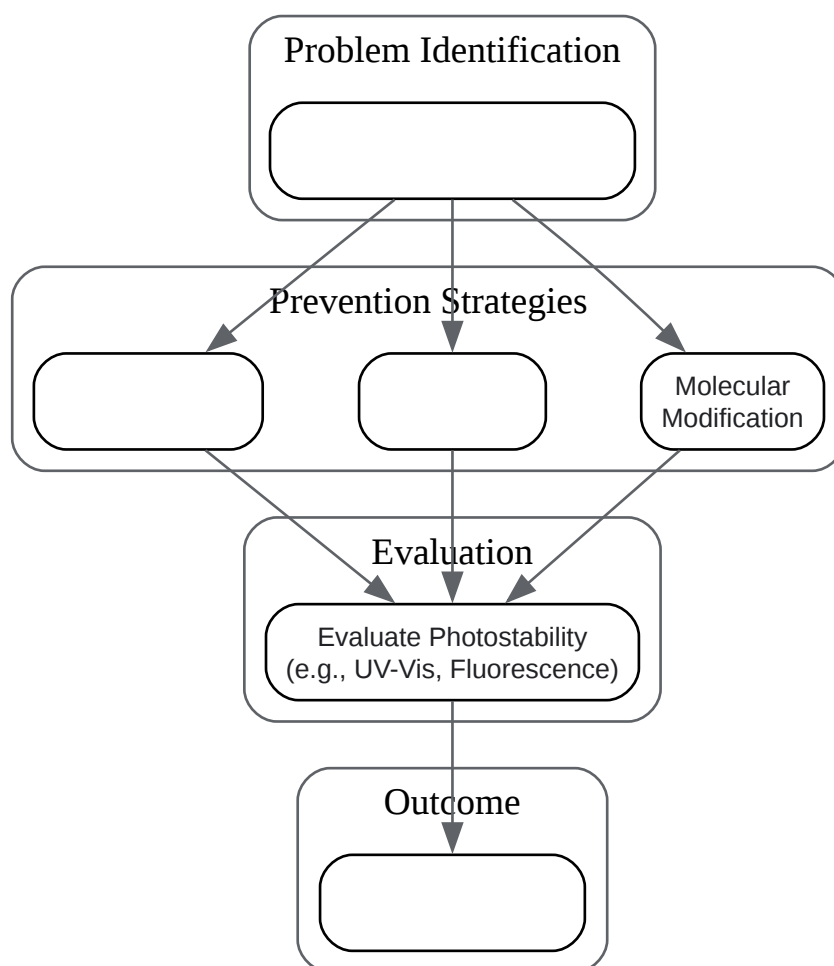 Problem Identification
Prevention Strategies
Molecular
Modification
Evaluation
Evaluate Photostability
(e.g., UV-Vis, Fluorescence)
Outcome